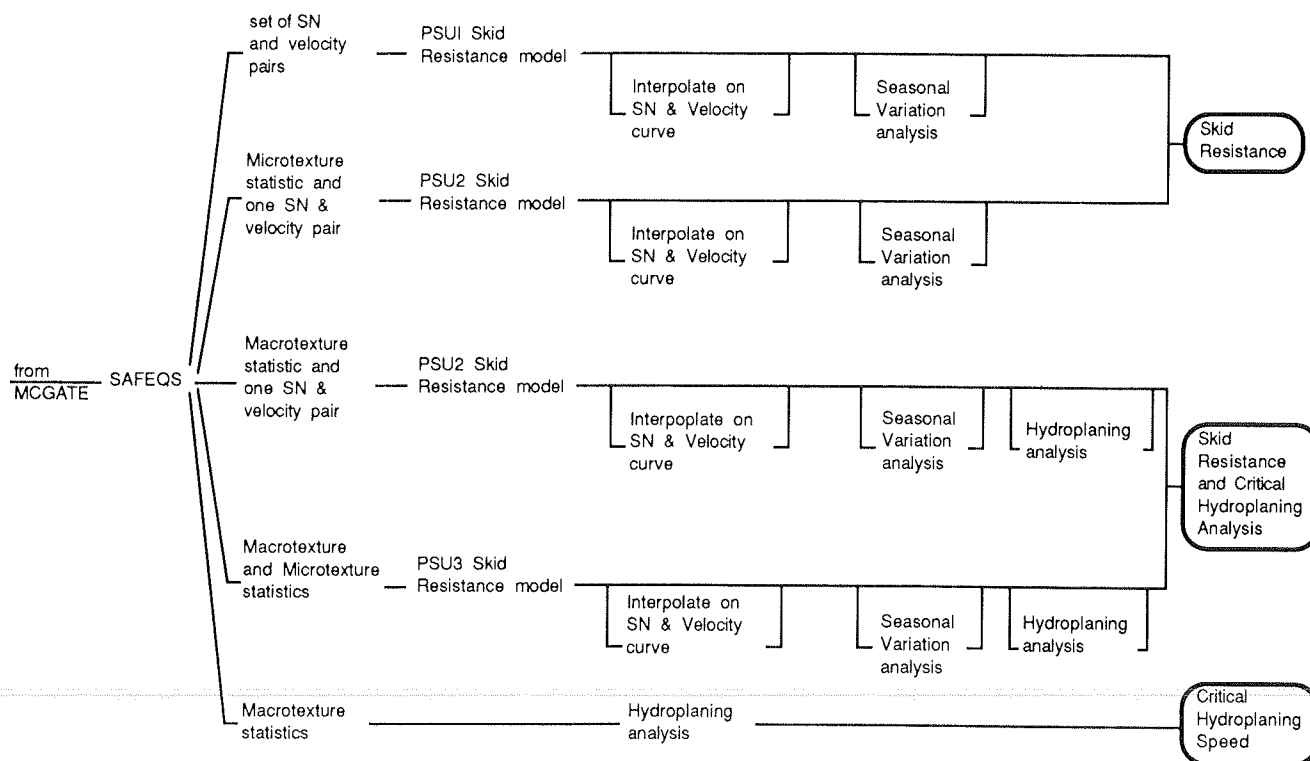 set of SN
and velocity
pairs
PSUI Skid
Resistance model
Interpolate on
SN & Velocity
curve
Seasonal
Variation
analysis
Skid
Resistance
Microtexture
statistic and
one SN &
velocity pair
PSU2 Skid
Resistance model
Interpolate on
SN & Velocity
curve
Seasonal
Variation
analysis
from
MCGATE
SAFEQS
Macrotexture
statistic and
one SN &
velocity pair
PSU2 Skid
Resistance model
Interpoplate on
SN & Velocity
curve
Seasonal
Variation
analysis
Hydroplaning
analysis
Skid
Resistance
and Critical
Hydroplaning
Analysis
Macrotexture
and Microtexture
statistics
PSU3 Skid
Resistance model
Interpolate on
SN & Velocity
curve
Seasonal
Variation
analysis
Hydroplaning
analysis
Macrotexture
statistics
Hydroplaning
analysis
Critical
Hydroplaning
Speed